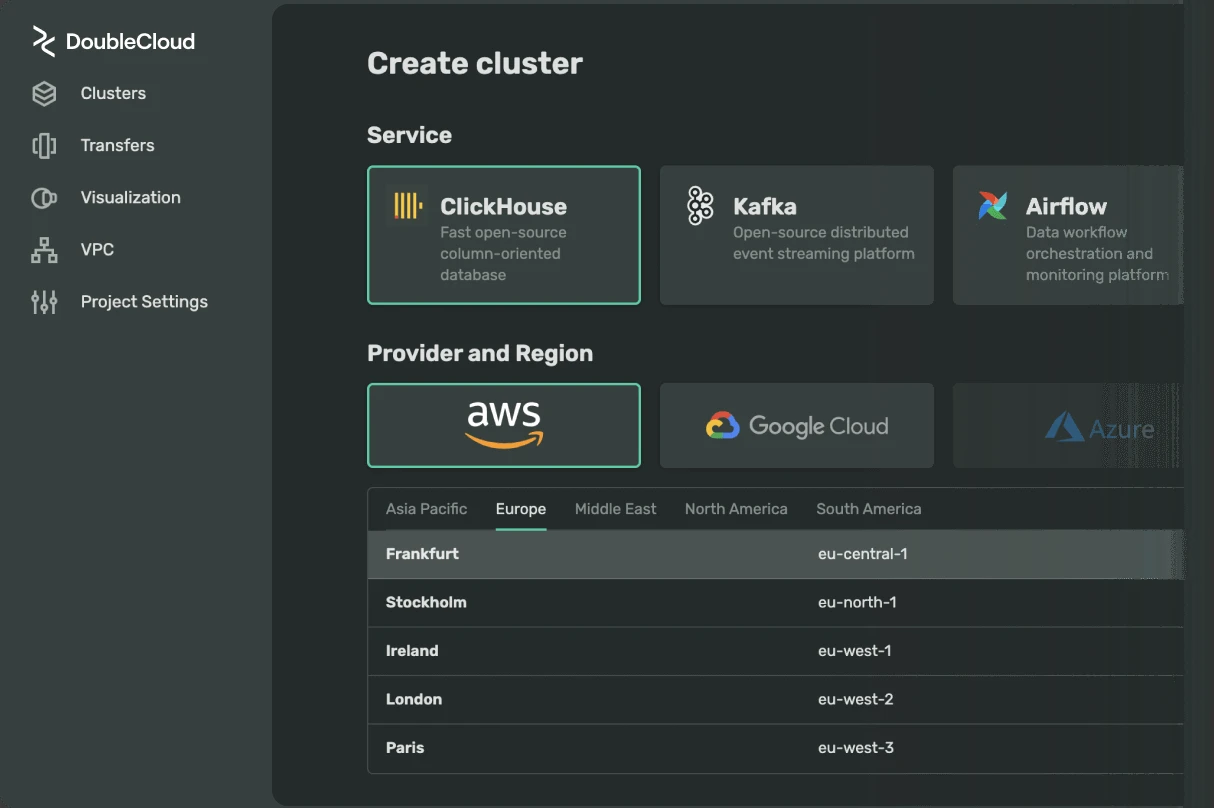 DoubleCloud
Clusters
Transfers
Visualization
VPC
Project Settings
Create cluster
Service
ClickHouse
Fast open-source
column-oriented
database
Kafka
Open-source distributed
event streaming platform
Airflow
Data workflow
orchestration and
monitoring platform
Provider and Region
aws
Google Cloud
Azure
Asia Pacific Europe Middle East North America South America
Frankfurt eu-central-1
Stockholm eu-north-1
Ireland eu-west-1
London eu-west-2
Paris eu-west-3